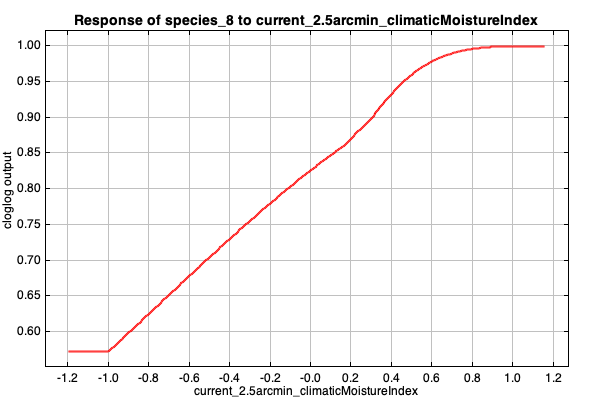 Response of species_8 to current_2.5arcmin_climaticMoistureIndex
1.00
0.95
0.90
0.85
0.80
0.75
0.70
0.65
0.60
cloglog output
-1.2 -1.0 -0.8 -0.6 -0.4 -0.2 -0.0 0.2 0.4 0.6 0.8 1.0 1.2
current_2.5arcmin_climaticMoistureIndex